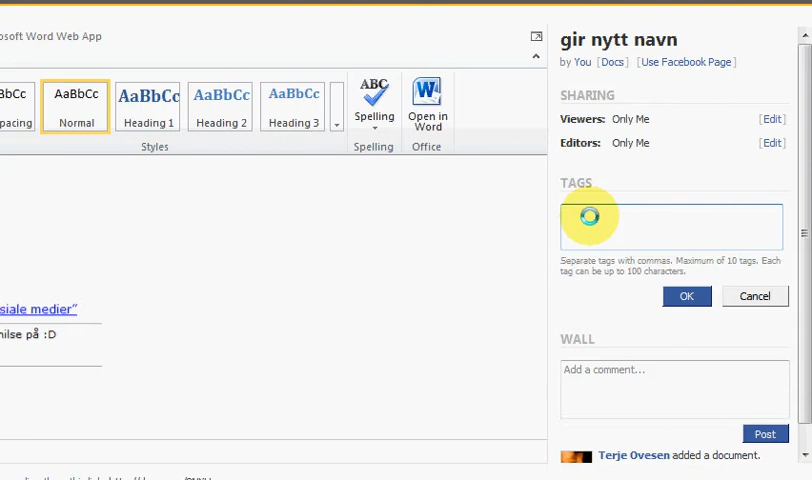 osoft Word Web App
gir nytt navn
by You [Docs] [Use Facebook Page]
SHARING
Viewers: Only Me [Edit]
Editors: Only Me [Edit]
AaBbCc
AaBbCc
AaBbCc
AaBbCc
ABC
pacing
Normal
Heading 1
Heading 2
Heading 3
Spelling
Open in
Word
Styles
Spelling
Office
TAGS
Separate tags with commas. Maximum of 10 tags. Each
tag can be up to 100 characters.
OK
Cancel
siale medier"
nilse på :D
WALL
Add a comment...
Post
Terje Ovesen added a document.